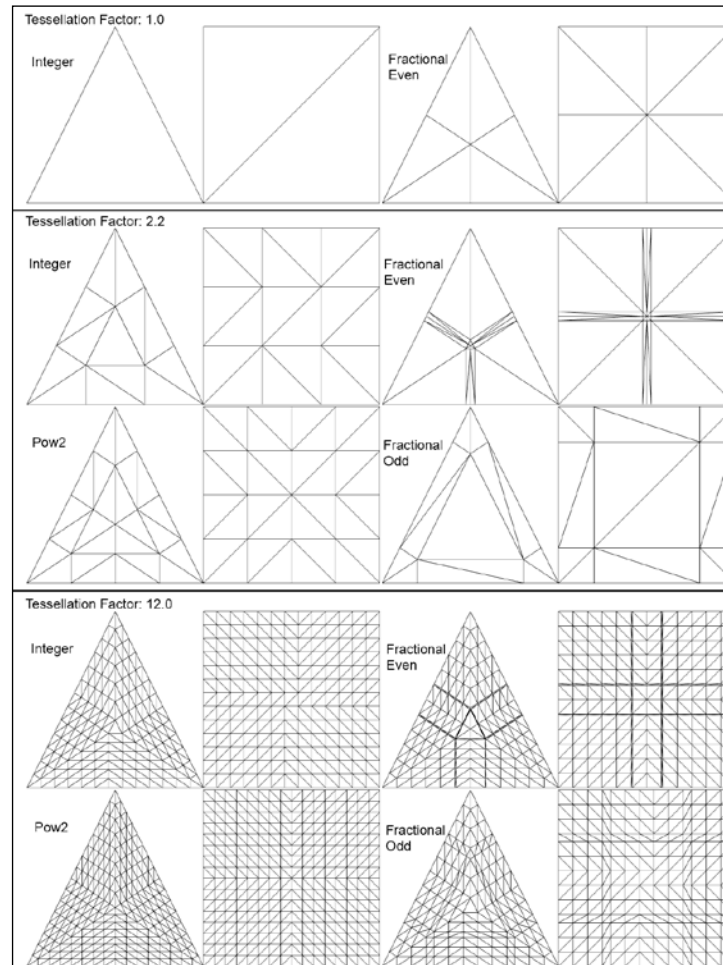 Tessellation Factor: 1.0
Integer
Fractional
Even
Tessellation Factor: 2.2
Integer
Fractional
Even
Pow2
Fractional
Odd
Tessellation Factor: 12.0
Integer
Fractional
Even
Pow2
Fractional
Odd